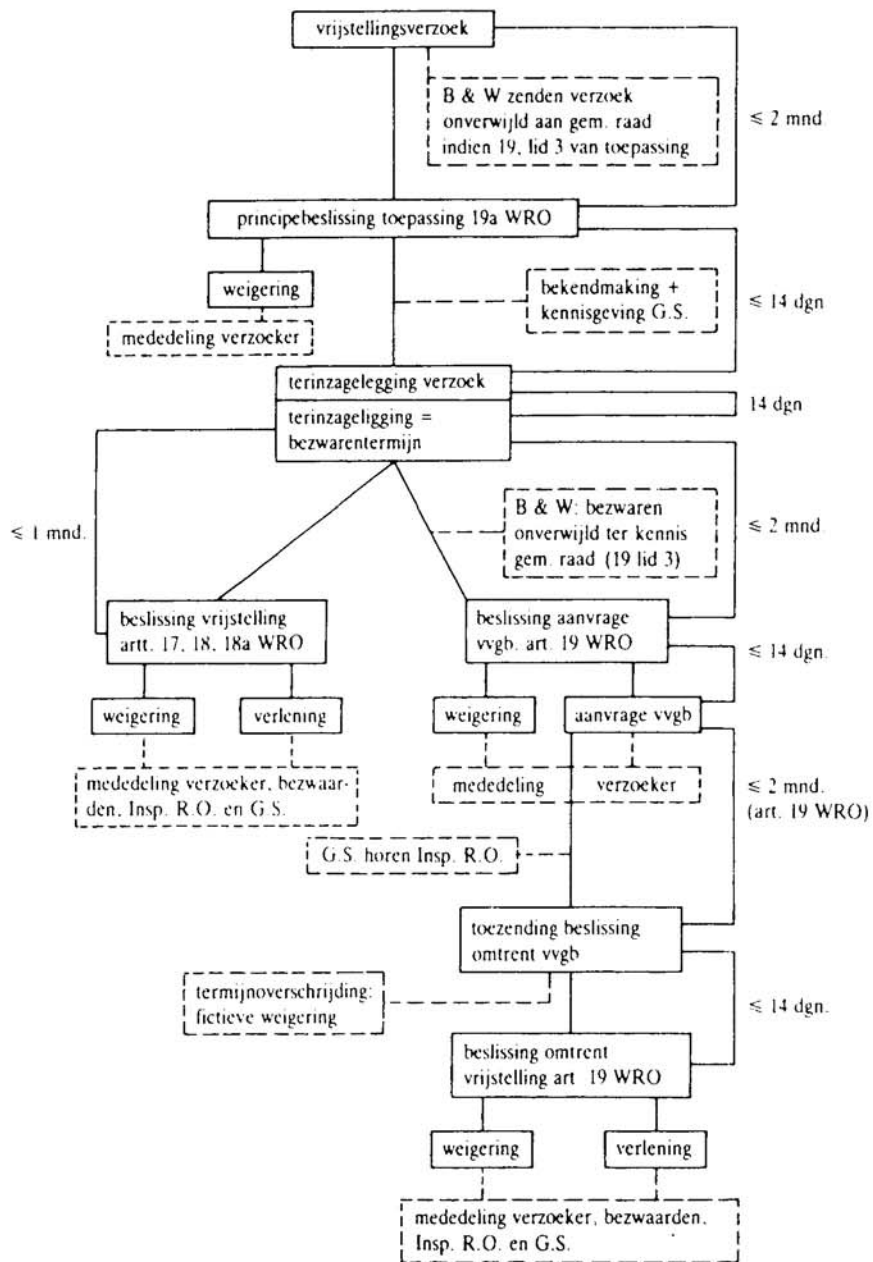 vrijstellingsverzoek
B & W zenden verzoek
onverwijld aan gem. raad
indien 19, lid 3 van toepassing
≤ 2 mnd
principebeslissing toepassing 19a WRO
weigering
mededeling verzoeker
bekendmaking +
kennisgeving G.S.
≤ 14 dgn
terinzagelegging verzoek
terinzageligging =
bezwarentermijn
14 dgn
≤ 1 mnd.
B & W: bezwaren
onverwijld ter kennis
gem. raad (19 lid 3)
≤ 2 mnd.
beslissing vrijstelling
artt. 17, 18, 18a WRO
beslissing aanvrage
vvgb. art. 19 WRO
≤ 14 dgn.
weigering
verlening
weigering
aanvrage vvgb
mededeling verzoeker, bezwaar-
den, Insp. R.O. en G.S.
mededeling verzoeker
≤ 2 mnd.
(art. 19 WRO)
G.S. horen Insp. R.O.
toezending beslissing
omtrent vvgb
termijnoverschrijding:
fictieve weigering
≤ 14 dgn.
beslissing omtrent
vrijstelling art 19 WRO
weigering
verlening
mededeling verzoeker, bezwaarden,
Insp. R.O. en G.S.